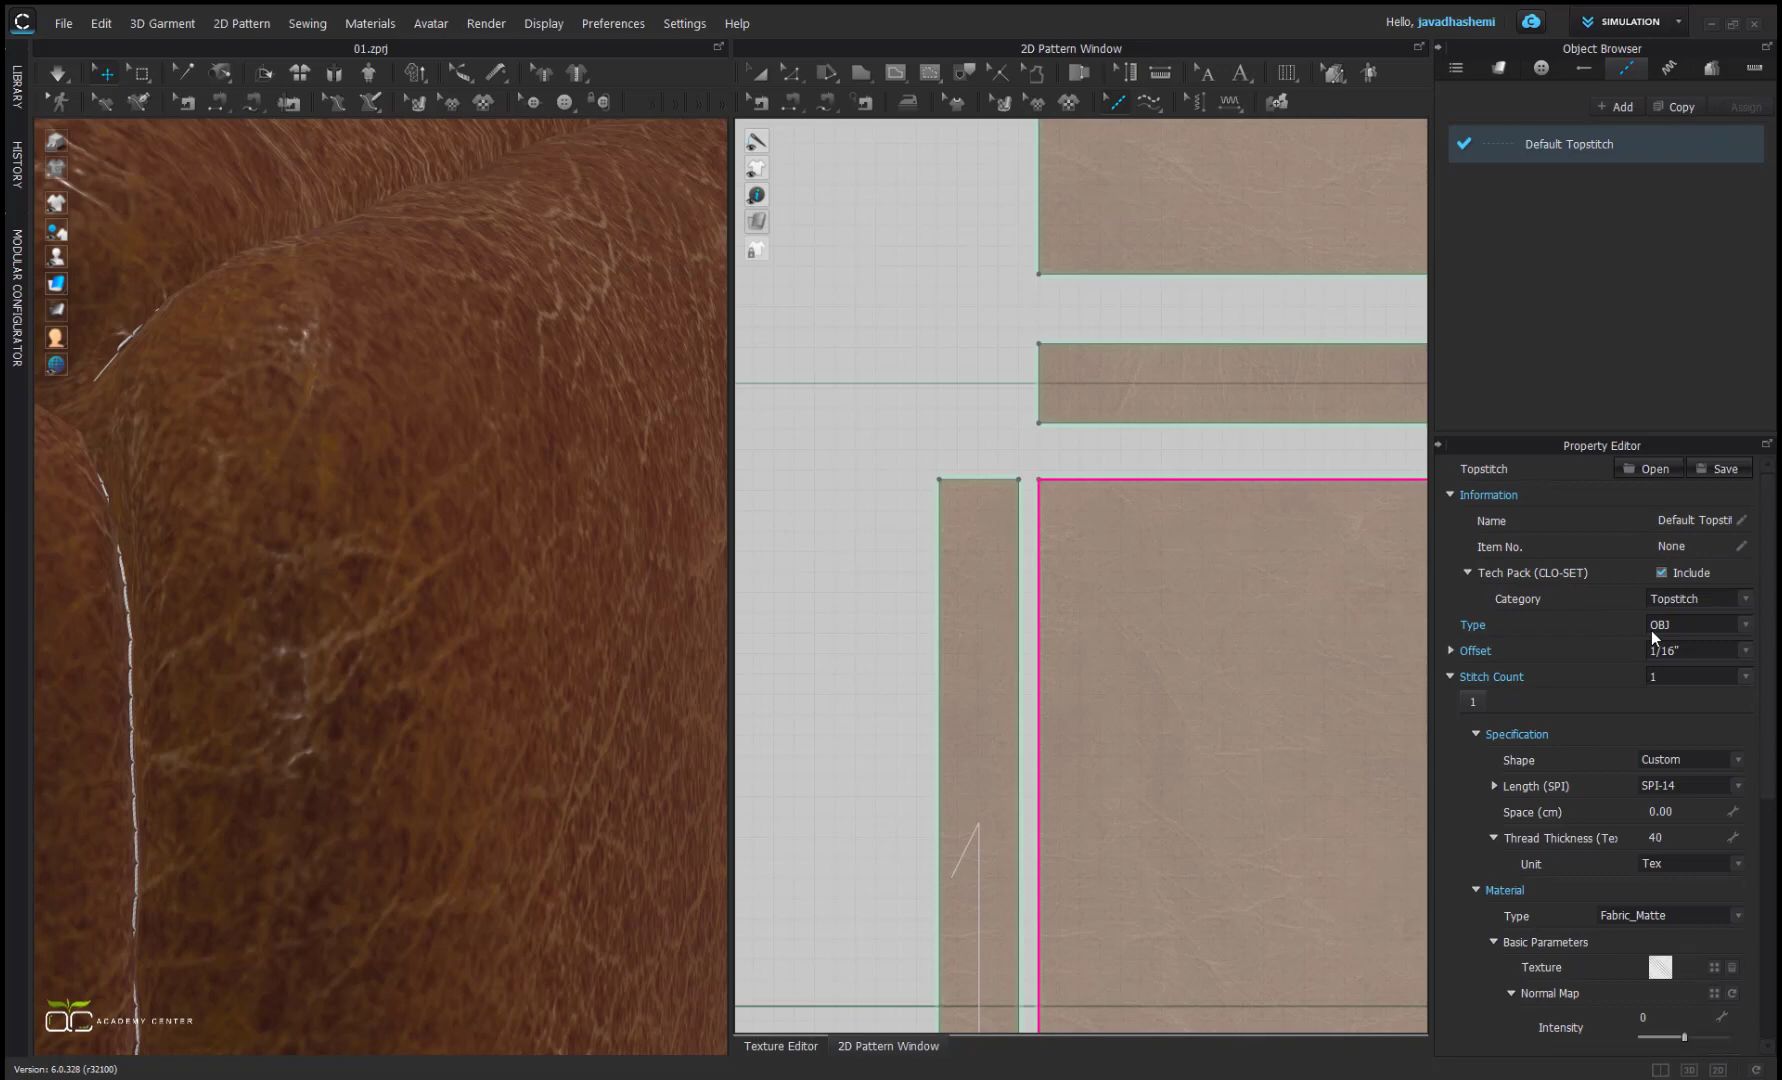 File Edit 3D Garment 2D Pattern Sewing Materials Avatar Render Display Preferences Settings Help
Hello, javadhashemi
SIMULATION
01.zprj
2D Pattern Window
Object Browser
LIBRARY
HISTORY
MODULAR CONFIGURATOR
+ Add
Copy
Assign
Default Topstitch
Property Editor
Topstitch
Open
Save
Information
Name Default Topstit
Item No. None
Tech Pack (CLO-SET) Include
Category Topstitch
Type OBJ
Offset 1/16"
Stitch Count 1
1
Specification
Shape Custom
Length (SPI) SPI-14
Space (cm) 0.00
Thread Thickness (Tex 40
Unit Tex
Material
Type Fabric_Matte
Basic Parameters
Texture
Normal Map
Intensity 0
ACADEMY CENTER
Texture Editor 2D Pattern Window
Version: 6.0.328 (r32100)
3D 2D